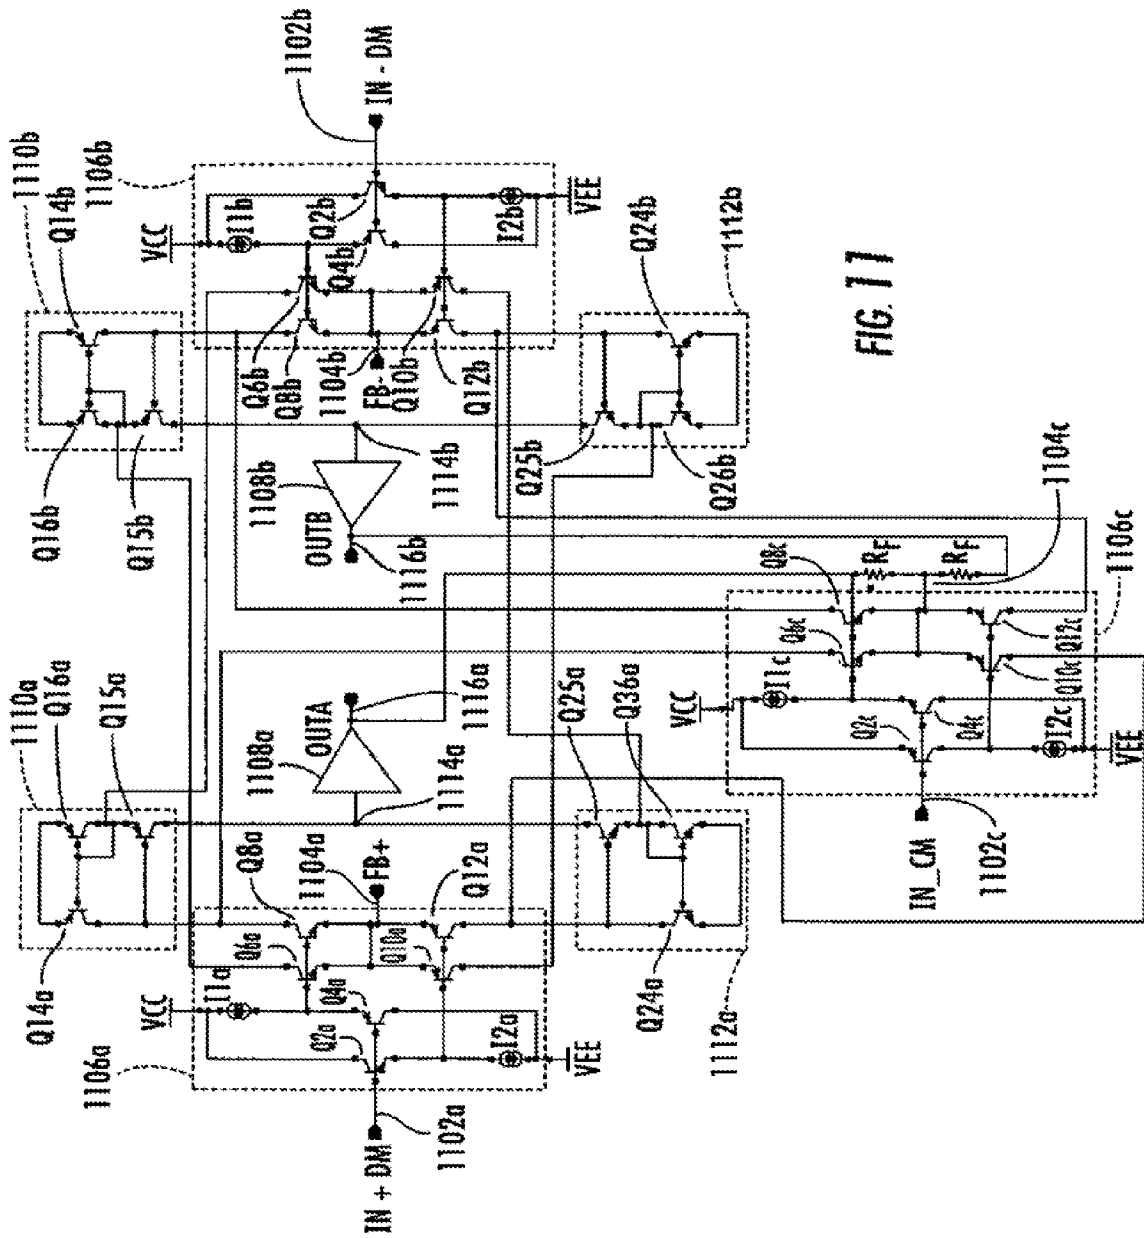 1110b
Q14b
1106b
1102b
IN - DM
VCC
I1b
Q2b
Q4b
I2b
VEE
Q24b
1112b
Q16b
Q15b
Q6b
Q8b
1104b
FB-
Q10b
Q12b
Q25b
Q26b
1108b
OUTB
1116b
1114b
1104c
1106c
RF
RF
Q8c
Q6c
Q12c
Q10c
I1c
VCC
Q2c
Q4c
I2c
VEE
IN_CM
1102c
1110a
Q16a
Q15a
Q14a
1108a
OUTA
1116a
1114a
Q25a
Q36a
Q8a
1104a
FB+
Q12a
Q6a
Q10a
I1a
VCC
Q4a
Q2a
I2a
VEE
Q24a
1112a
1106a
1102a
IN + DM
FIG. 11